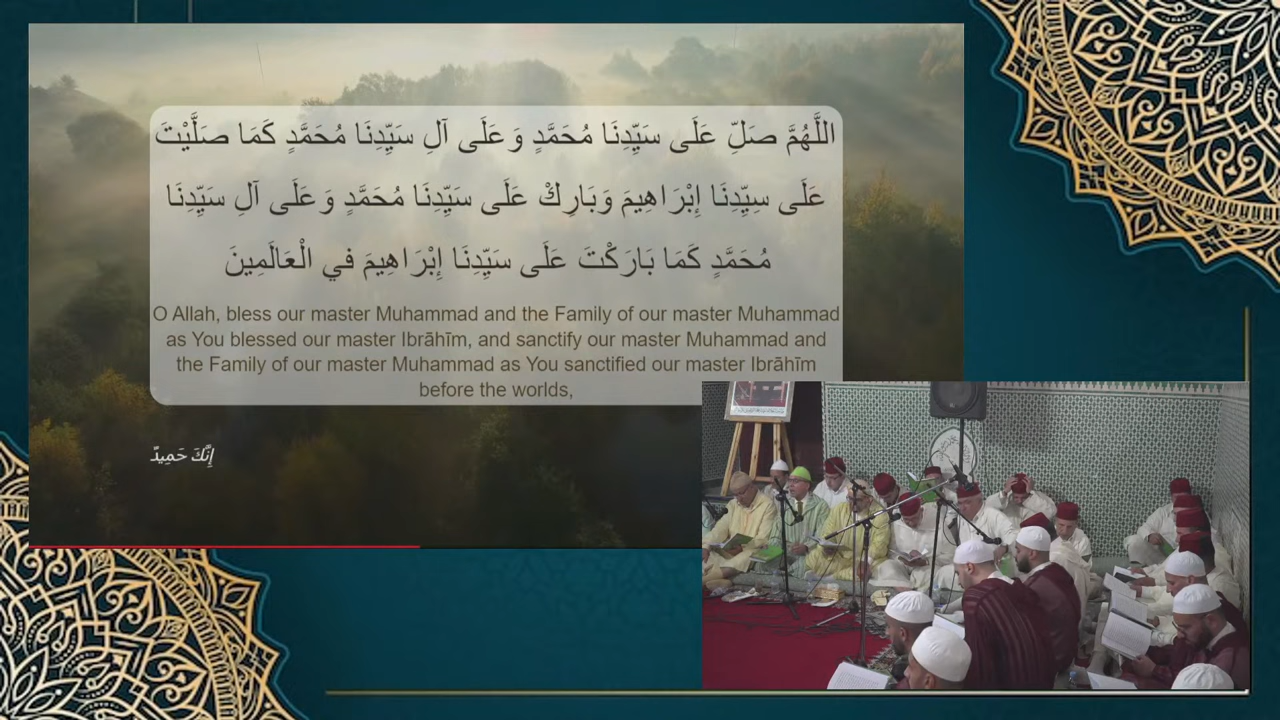 اللَّهُمَّ صَلِّ عَلَى سَيِّدِنَا مُحَمَّدٍ وَعَلَى آلِ سَيِّدِنَا مُحَمَّدٍ كَمَا صَلَّيْتَ
عَلَى سِيِّدِنَا إِبْرَاهِيمَ وَبَارِكْ عَلَى سَيِّدِنَا مُحَمَّدٍ وَعَلَى آلِ سَيِّدِنَا
مُحَمَّدٍ كَمَا بَارَكْتَ عَلَى سَيِّدِنَا إِبْرَاهِيمَ في الْعَالَمِينَ
O Allah, bless our master Muhammad and the Family of our master Muhammad
as You blessed our master Ibrāhīm, and sanctify our master Muhammad and
the Family of our master Muhammad as You sanctified our master Ibrāhīm
before the worlds,
إِنَّكَ حَمِيدٌ